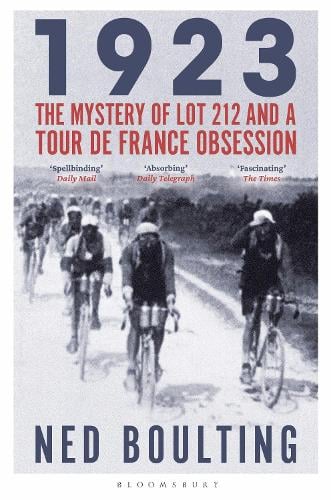 1923
THE MYSTERY OF LOT 212 AND A
TOUR DE FRANCE OBSESSION
‘Spellbinding’ ‘Absorbing’ ‘Fascinating’
Daily Mail Daily Telegraph The Times
NED BOULTING
BLOOMSBURY